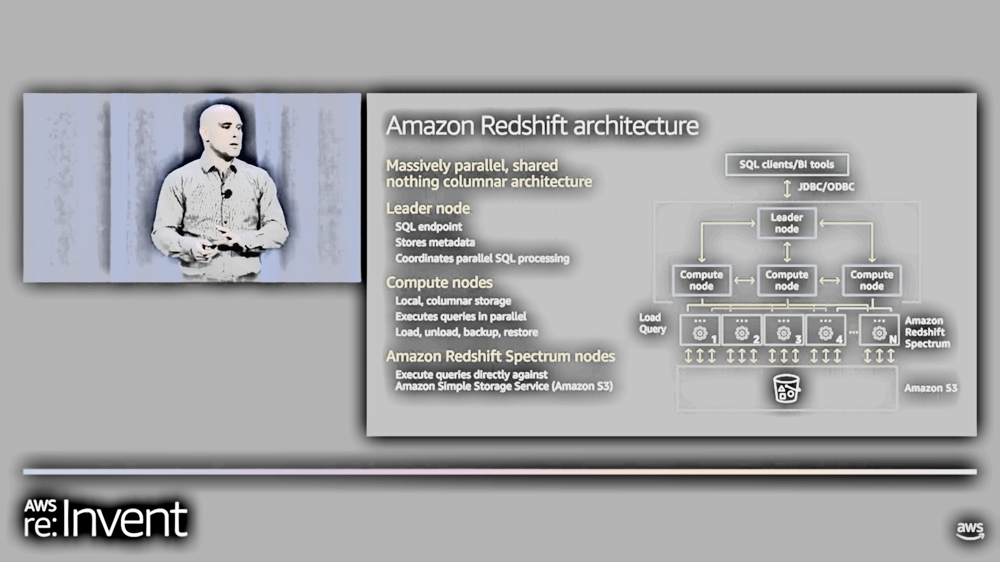 Amazon Redshift architecture
Massively parallel, shared
nothing columnar architecture
Leader node
SQL endpoint
Stores metadata
Coordinates parallel SQL processing
Compute nodes
Local, columnar storage
Executes queries in parallel
Load, unload, backup, restore
Amazon Redshift Spectrum nodes
Execute queries directly against
Amazon Simple Storage Service (Amazon S3)
SQL clients/BI tools
JDBC/ODBC
Leader
node
Compute
node
Compute
node
Compute
node
Load
Query
... ... ... ... ...
1 2 3 4 ... N
Amazon
Redshift
Spectrum
Amazon S3
AWS
re:Invent
aws